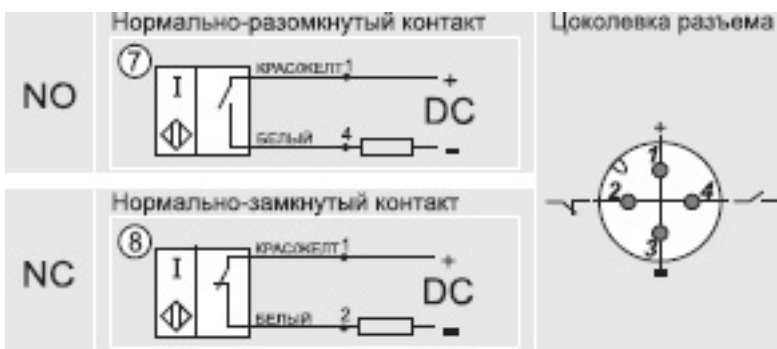 Нормально-разомкнутый контакт
Цоколевка разъема
NO
7
I
КРАС/ЖЕЛТ 1
+
DC
БЕЛЫЙ 4
-
+
1
2
4
3
-
Нормально-замкнутый контакт
NC
8
I
КРАС/ЖЕЛТ 1
+
DC
БЕЛЫЙ 2
-